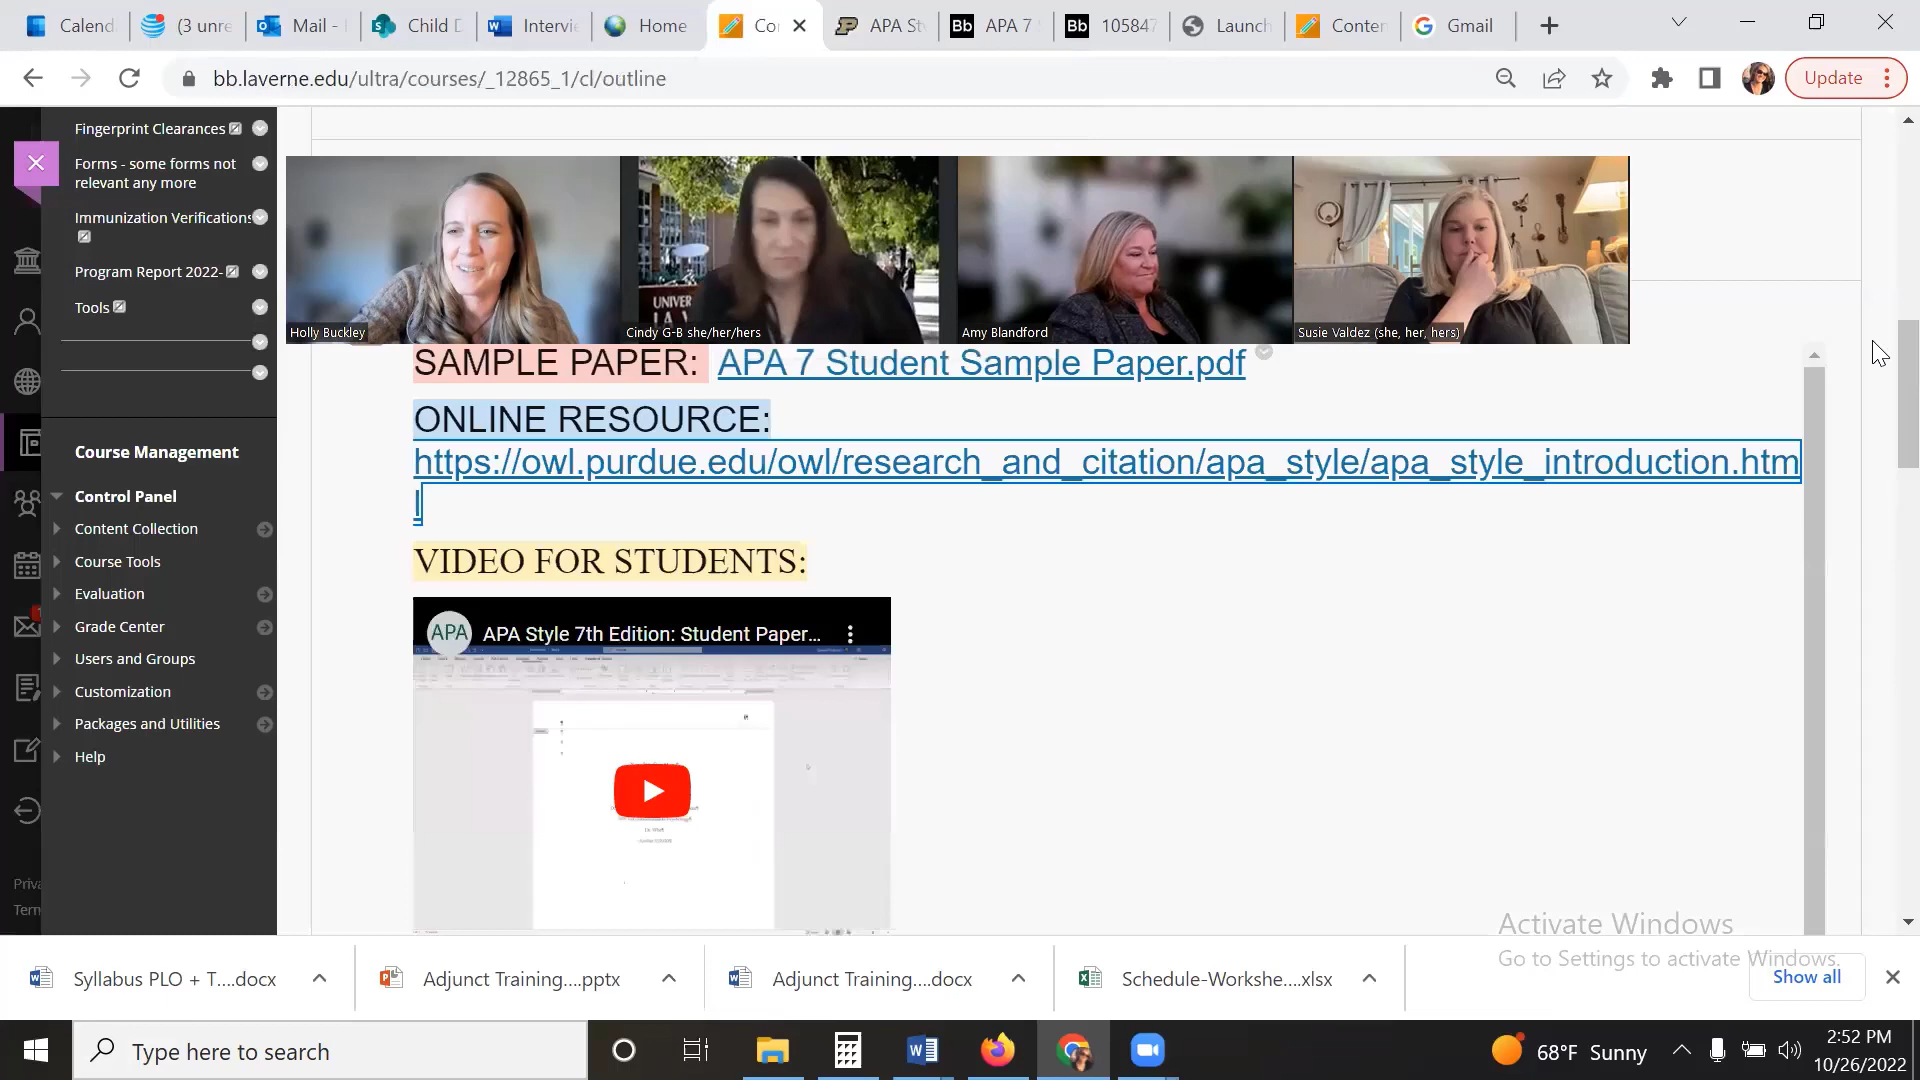 Calend
(3 unre
Mail -
Child D
Intervie
Home
Co
APA St
Bb
APA 7
Bb
105847
Launch
Conten
Gmail
bb.laverne.edu/ultra/courses/_12865_1/cl/outline
Update
Fingerprint Clearances
Forms - some forms not
relevant any more
Immunization Verifications
Program Report 2022-
Tools
Course Management
Control Panel
Content Collection
Course Tools
Evaluation
Grade Center
Users and Groups
Customization
Packages and Utilities
Help
Priva
Term
Holly Buckley
Cindy G-B she/her/hers
Amy Blandford
Susie Valdez (she, her, hers)
SAMPLE PAPER: APA 7 Student Sample Paper.pdf
ONLINE RESOURCE:
https://owl.purdue.edu/owl/research_and_citation/apa_style/apa_style_introduction.htm
l
VIDEO FOR STUDENTS:
APA
APA Style 7th Edition: Student Paper...
Activate Windows
Go to Settings to activate Windows.
Syllabus PLO + T....docx
Adjunct Training....pptx
Adjunct Training....docx
Schedule-Workshe....xlsx
Show all
Type here to search
68°F Sunny
2:52 PM
10/26/2022